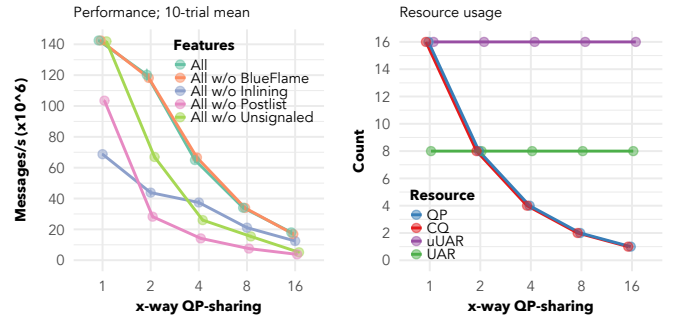 Performance; 10-trial mean
Messages/s (x10^6)
140
120
100
80
60
40
20
0
Features
All
All w/o BlueFlame
All w/o Inlining
All w/o Postlist
All w/o Unsignaled
1 2 4 8 16
x-way QP-sharing
Resource usage
Count
16
14
12
10
8
6
4
2
0
Resource
QP
CQ
uUAR
UAR
1 2 4 8 16
x-way QP-sharing